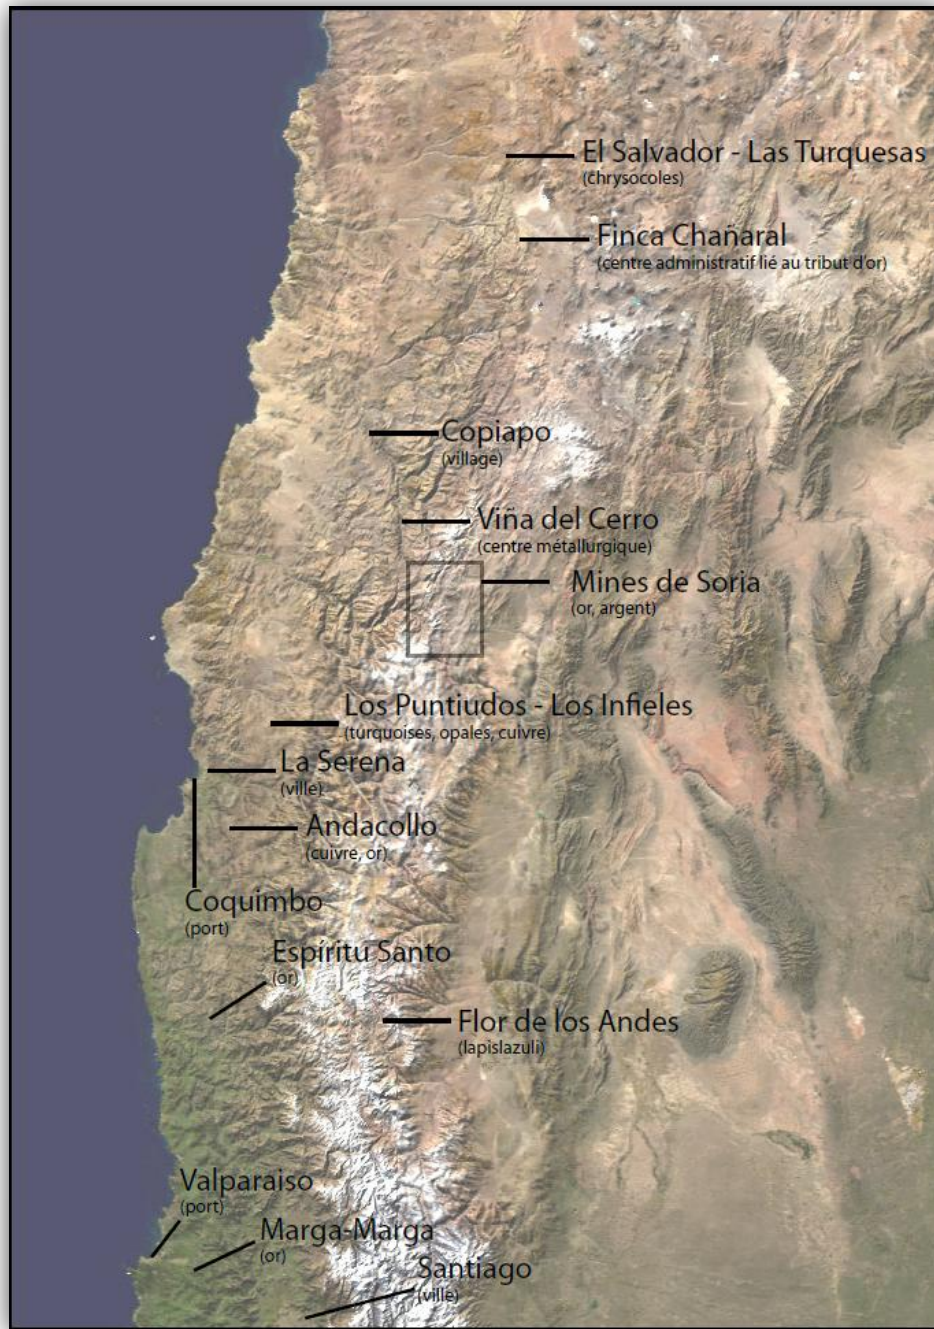 El Salvador - Las Turquesas
(chrysocoles)
Finca Chañaral
(centre administratif lié au tribut d'or)
Copiapo
(village)
Viña del Cerro
(centre métallurgique)
Mines de Soria
(or, argent)
Los Puntiudos - Los Infieles
(turquoises, opales, cuivre)
La Serena
(ville)
Andacollo
(cuivre, or)
Coquimbo
(port)
Espíritu Santo
(or)
Flor de los Andes
(lapislazuli)
Valparaiso
(port)
Marga-Marga
(or)
Santiago
(ville)